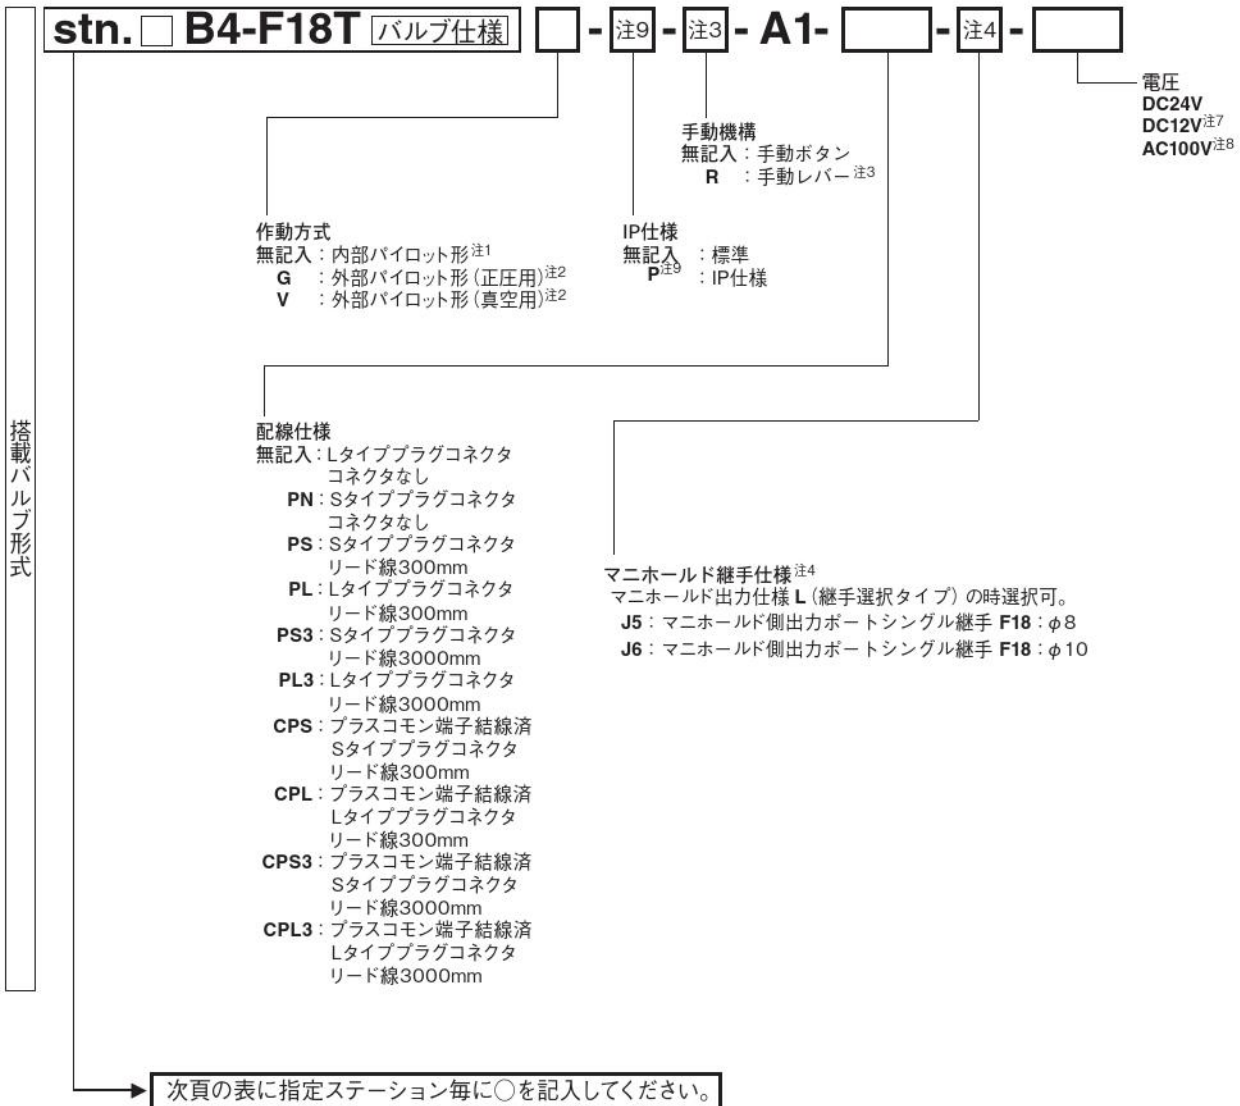 stn. □ B4-F18T バルブ仕様 □ - 注9 - 注3 - A1- □ - 注4 - □
電圧
DC24V
DC12V注7
AC100V注8
手動機構
無記入：手動ボタン
R ：手動レバー注3
作動方式
無記入：内部パイロット形注1
G ：外部パイロット形（正圧用）注2
V ：外部パイロット形（真空用）注2
IP仕様
無記入 ：標準
P注9 ：IP仕様
搭載バルブ形式
配線仕様
無記入：Lタイププラグコネクタ
コネクタなし
PN：Sタイププラグコネクタ
コネクタなし
PS：Sタイププラグコネクタ
リード線300mm
PL：Lタイププラグコネクタ
リード線300mm
PS3：Sタイププラグコネクタ
リード線3000mm
PL3：Lタイププラグコネクタ
リード線3000mm
CPS：プラスコモン端子結線済
Sタイププラグコネクタ
リード線300mm
CPL：プラスコモン端子結線済
Lタイププラグコネクタ
リード線300mm
CPS3：プラスコモン端子結線済
Sタイププラグコネクタ
リード線3000mm
CPL3：プラスコモン端子結線済
Lタイププラグコネクタ
リード線3000mm
マニホールド継手仕様注4
マニホールド出力仕様 L（継手選択タイプ）の時選択可。
J5：マニホールド側出力ポートシングル継手 F18：φ8
J6：マニホールド側出力ポートシングル継手 F18：φ10
次頁の表に指定ステーション毎に○を記入してください。